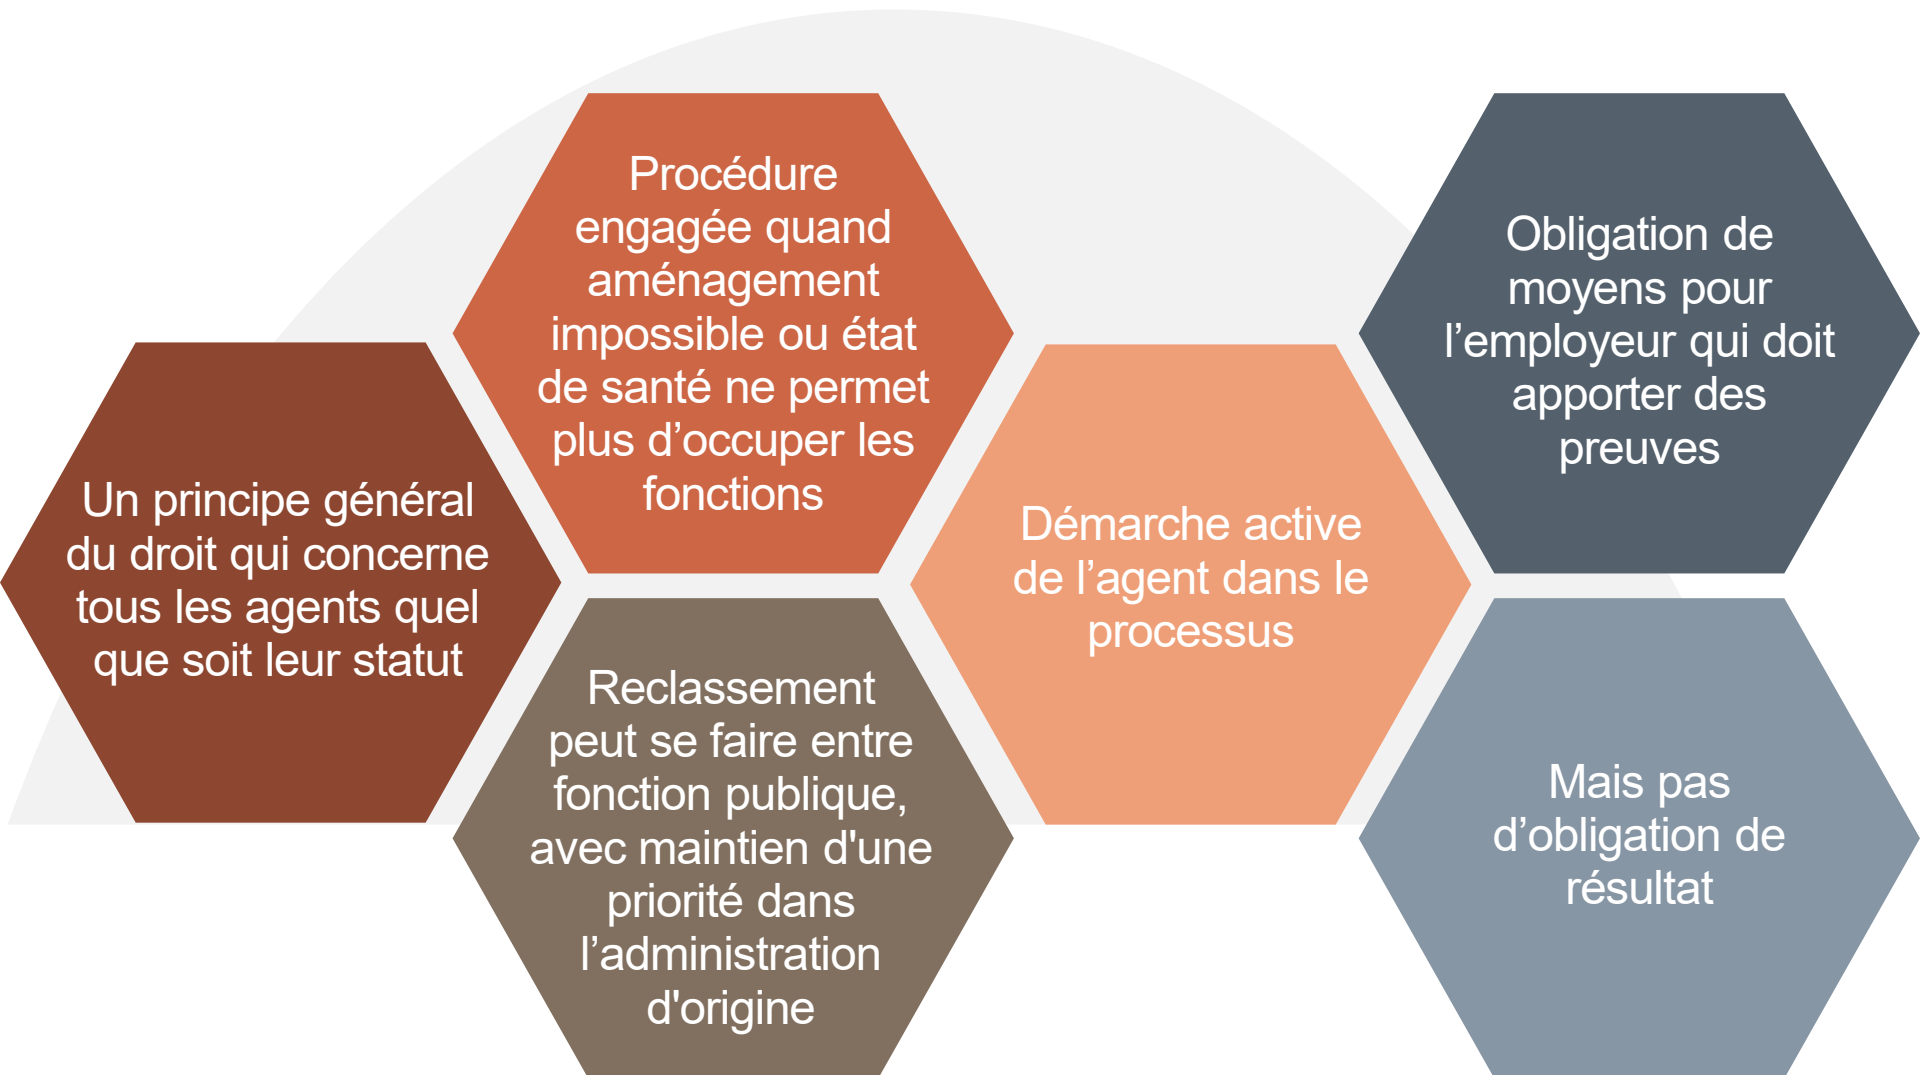 Un principe général
du droit qui concerne
tous les agents quel
que soit leur statut
Procédure
engagée quand
aménagement
impossible ou état
de santé ne permet
plus d’occuper les
fonctions
Reclassement
peut se faire entre
fonction publique,
avec maintien d'une
priorité dans
l’administration
d'origine
Démarche active
de l’agent dans le
processus
Obligation de
moyens pour
l’employeur qui doit
apporter des
preuves
Mais pas
d’obligation de
résultat